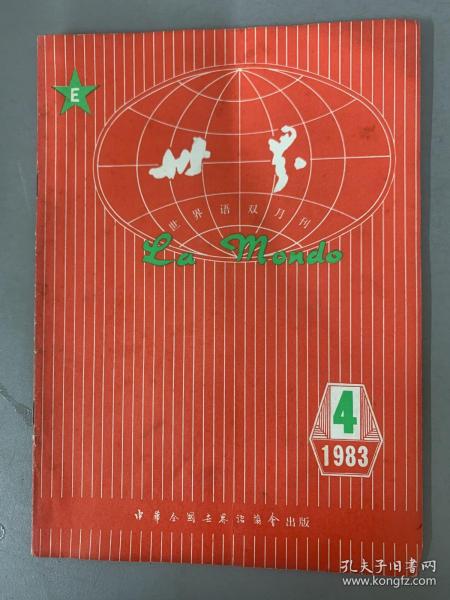 E
世界
世界语双月刊
La Mondo
4
1983
中华全国世界语协会出版
孔夫子旧书网
www.kongfz.com